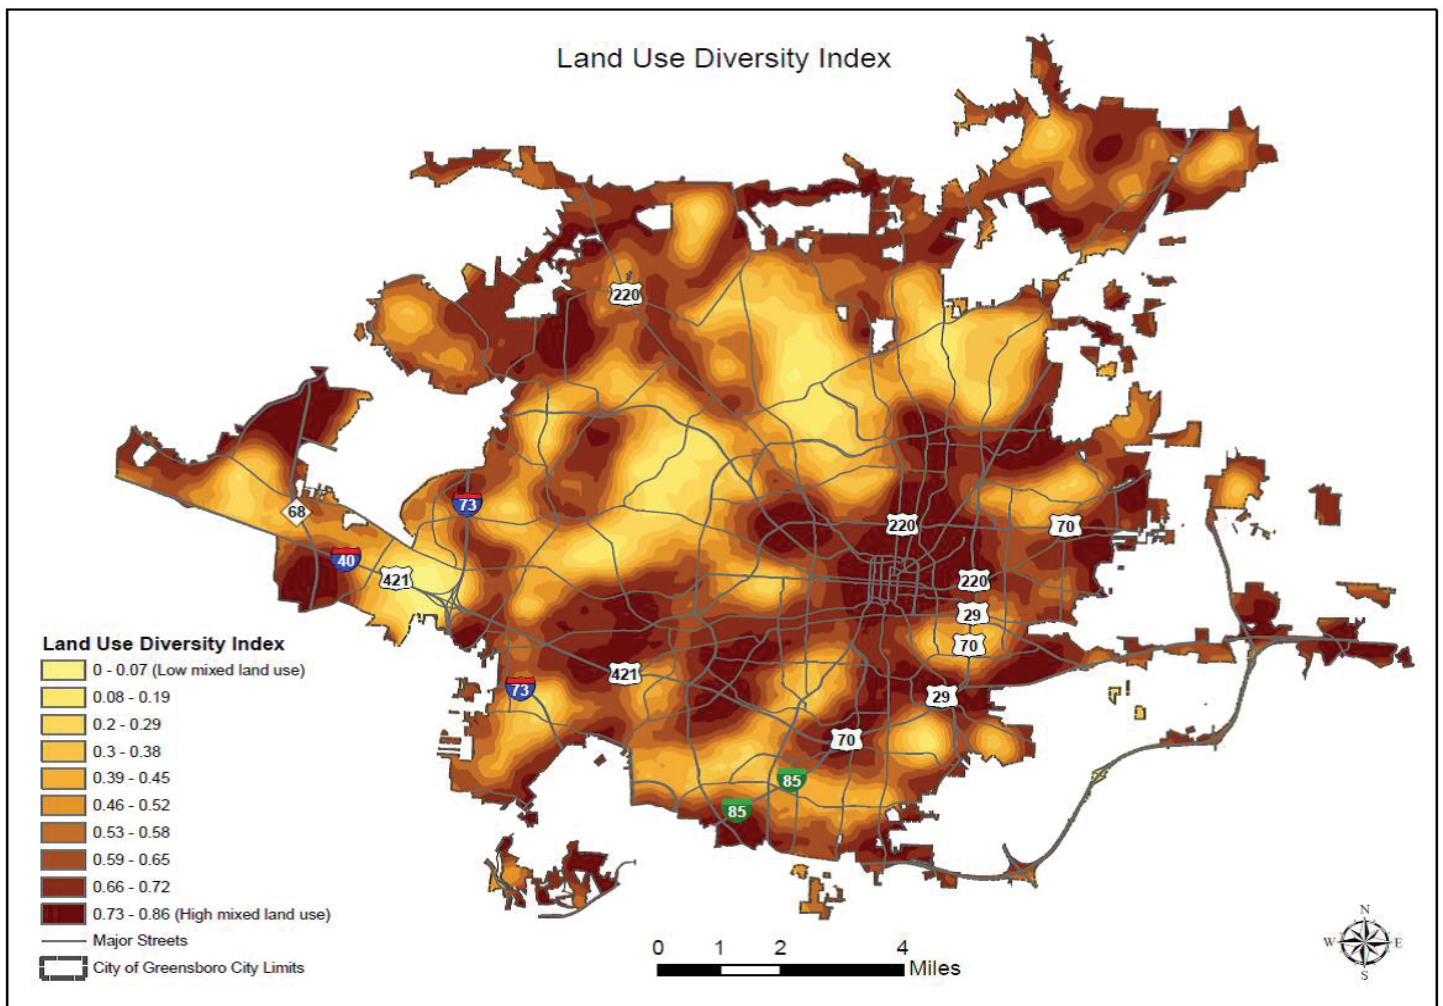 Land Use Diversity Index
220
73
68
40
421
220
70
220
29
70
421
73
29
70
85
85
Land Use Diversity Index
0 - 0.07 (Low mixed land use)
0.08 - 0.19
0.2 - 0.29
0.3 - 0.38
0.39 - 0.45
0.46 - 0.52
0.53 - 0.58
0.59 - 0.65
0.66 - 0.72
0.73 - 0.86 (High mixed land use)
Major Streets
City of Greensboro City Limits
0 1 2 4
Miles
N
W E
S